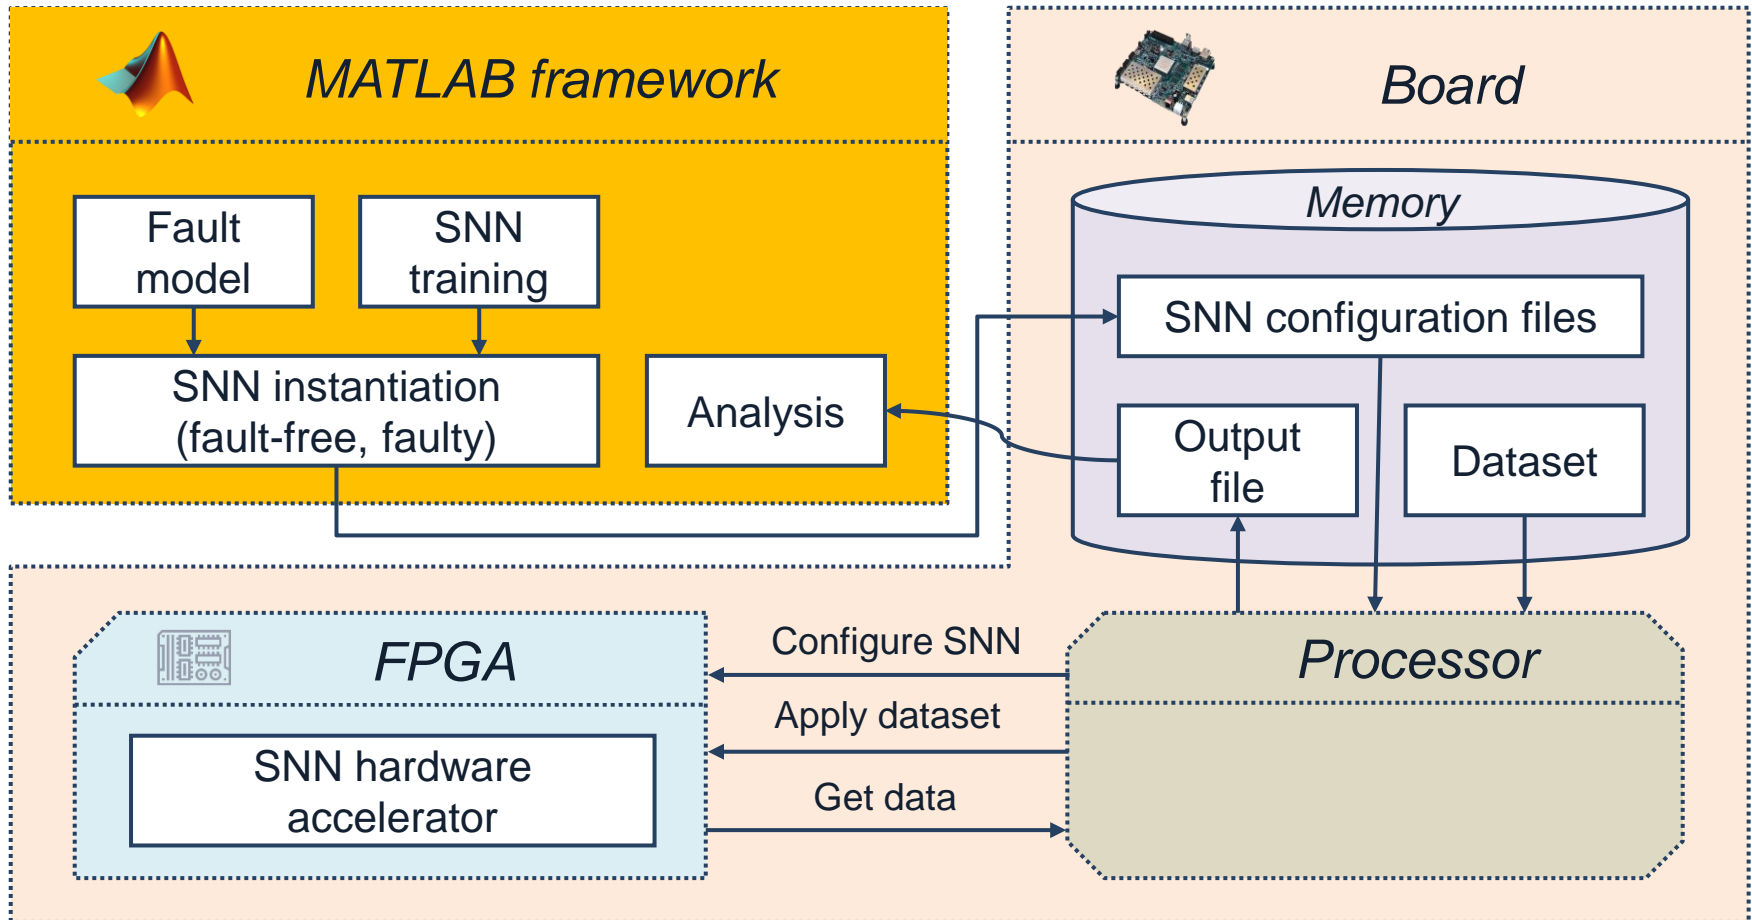 MATLAB framework
Fault
model
SNN
training
SNN instantiation
(fault-free, faulty)
Analysis
Board
Memory
SNN configuration files
Output
file
Dataset
FPGA
SNN hardware
accelerator
Configure SNN
Apply dataset
Get data
Processor